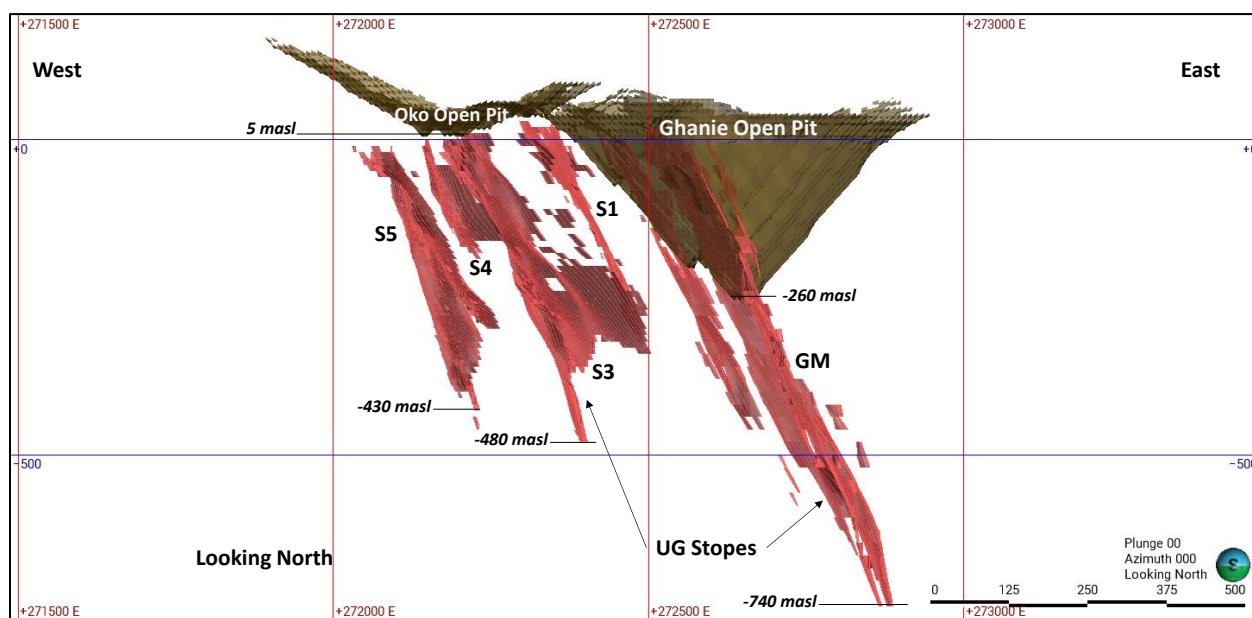 +271500 E
+272000 E
+272500 E
+273000 E
West
East
Oko Open Pit
5 masl
Ghanie Open Pit
+0
+0
S1
S5
S4
-260 masl
GM
S3
-430 masl
-480 masl
-500
-500
UG Stopes
Looking North
Plunge 00
Azimuth 000
Looking North
S
0 125 250 375 500
-740 masl
+271500 E
+272000 E
+272500 E
+273000 E